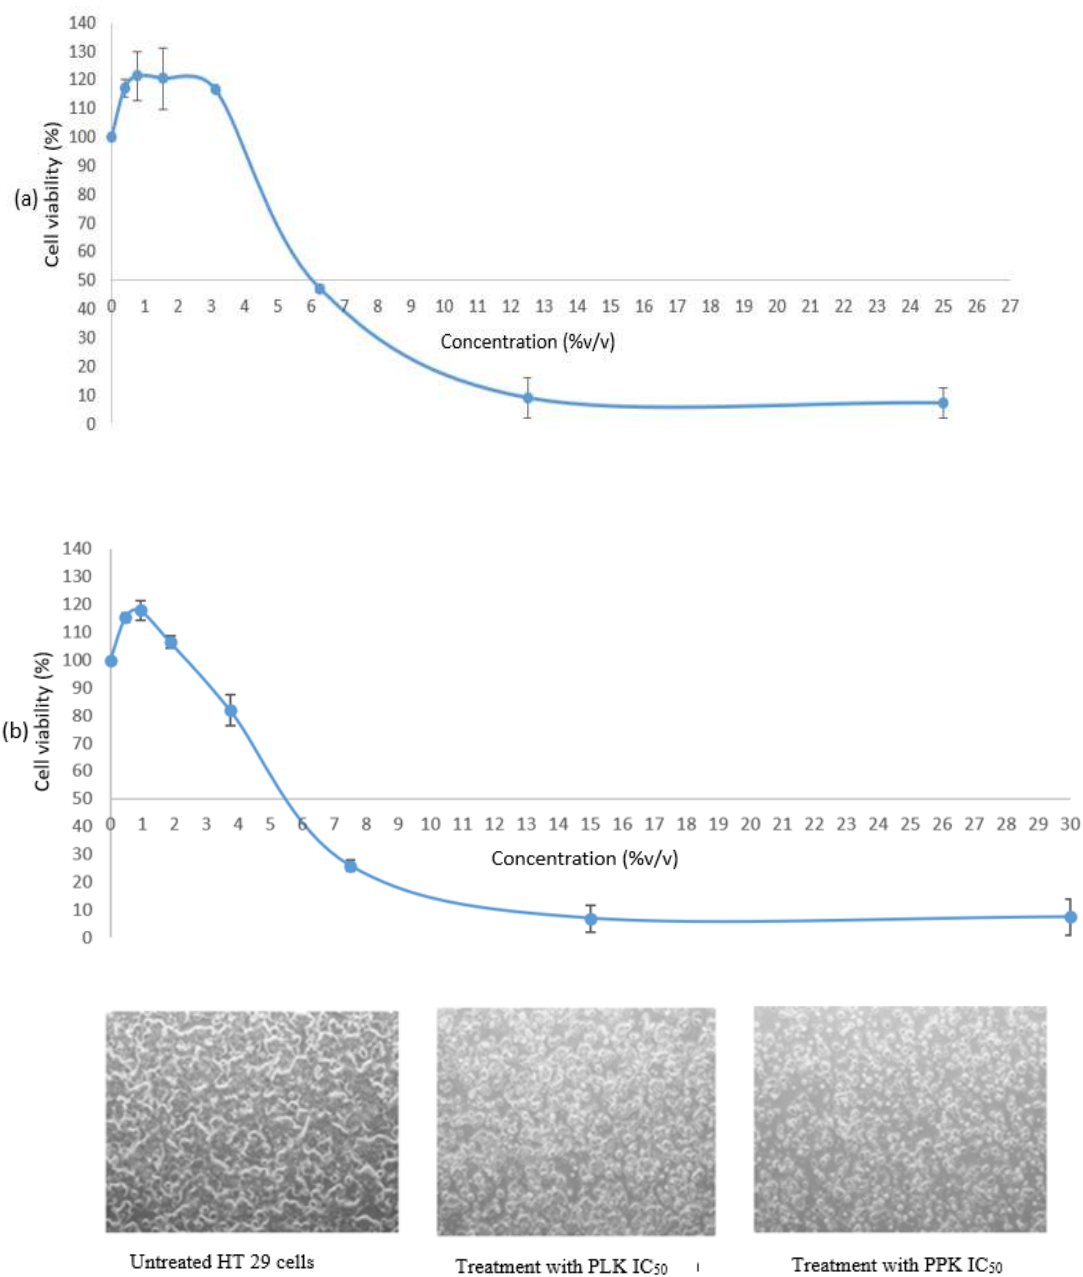 140
130
120
110
100
90
80
70
60
50
40
30
20
10
0
(a)
Cell viability (%)
0 1 2 3 4 5 6 7 8 9 10 11 12 13 14 15 16 17 18 19 20 21 22 23 24 25 26 27
Concentration (%v/v)
140
130
120
110
100
90
80
70
60
50
40
30
20
10
0
(b)
Cell viability (%)
0 1 2 3 4 5 6 7 8 9 10 11 12 13 14 15 16 17 18 19 20 21 22 23 24 25 26 27 28 29 30
Concentration (%v/v)
Untreated HT 29 cells
Treatment with PLK IC50
Treatment with PPK IC50